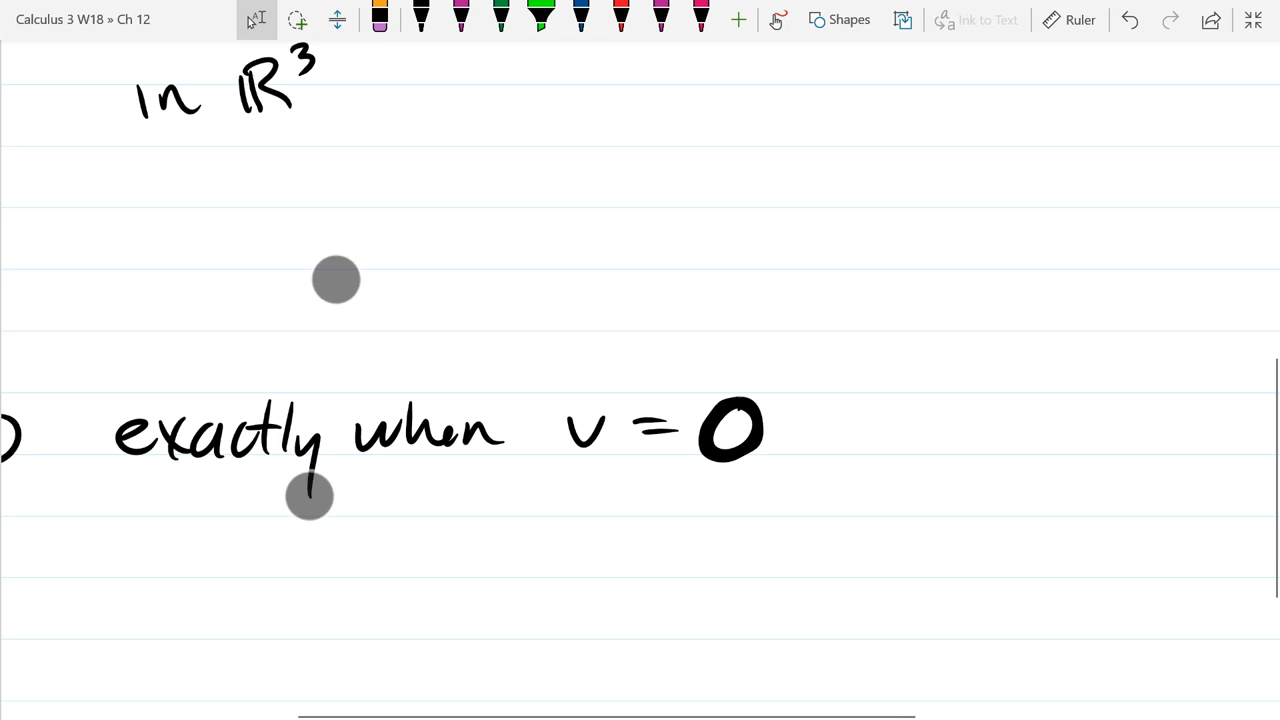 Calculus 3 W18 » Ch 12
Ink to Text
Shapes
Ruler
in ℝ³
exactly when v = 0